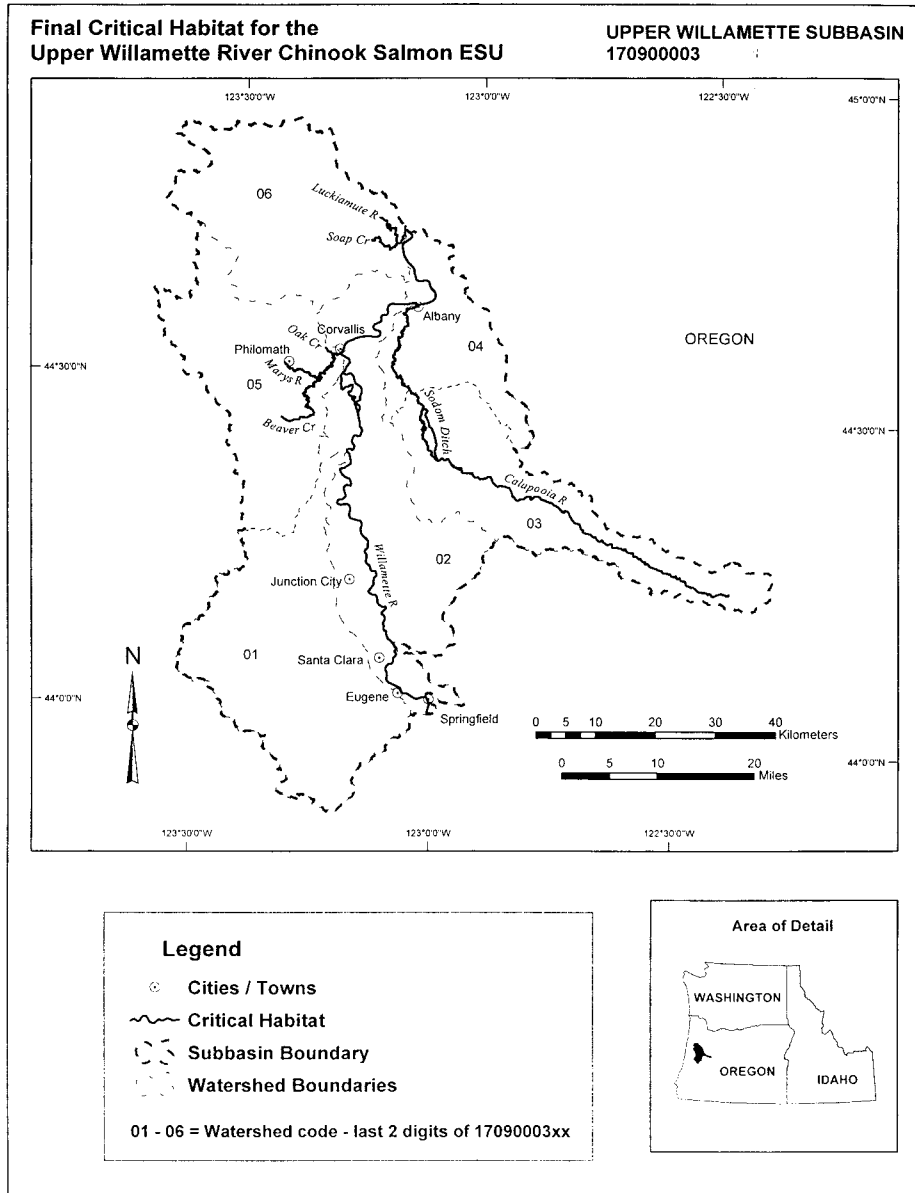 Final Critical Habitat for the
Upper Willamette River Chinook Salmon ESU
UPPER WILLAMETTE SUBBASIN
170900003
123°30'0"W
123°0'0"W
122°30'0"W
45°0'0"N
06
Luckiamute R
Soap Cr
Albany
Corvallis
Oak Cr
Philomath
04
OREGON
44°30'0"N
05
Marys R
Beaver Cr
Sodom Ditch
44°30'0"N
Calapooia R
03
02
Willamette R
Junction City
01
Santa Clara
N
Eugene
44°0'0"N
Springfield
0 5 10 20 30 40
Kilometers
0 5 10 20
Miles
44°0'0"N
123°30'0"W
123°0'0"W
122°30'0"W
Legend
Cities / Towns
Critical Habitat
Subbasin Boundary
Watershed Boundaries
01 - 06 = Watershed code - last 2 digits of 17090003xx
Area of Detail
WASHINGTON
OREGON
IDAHO